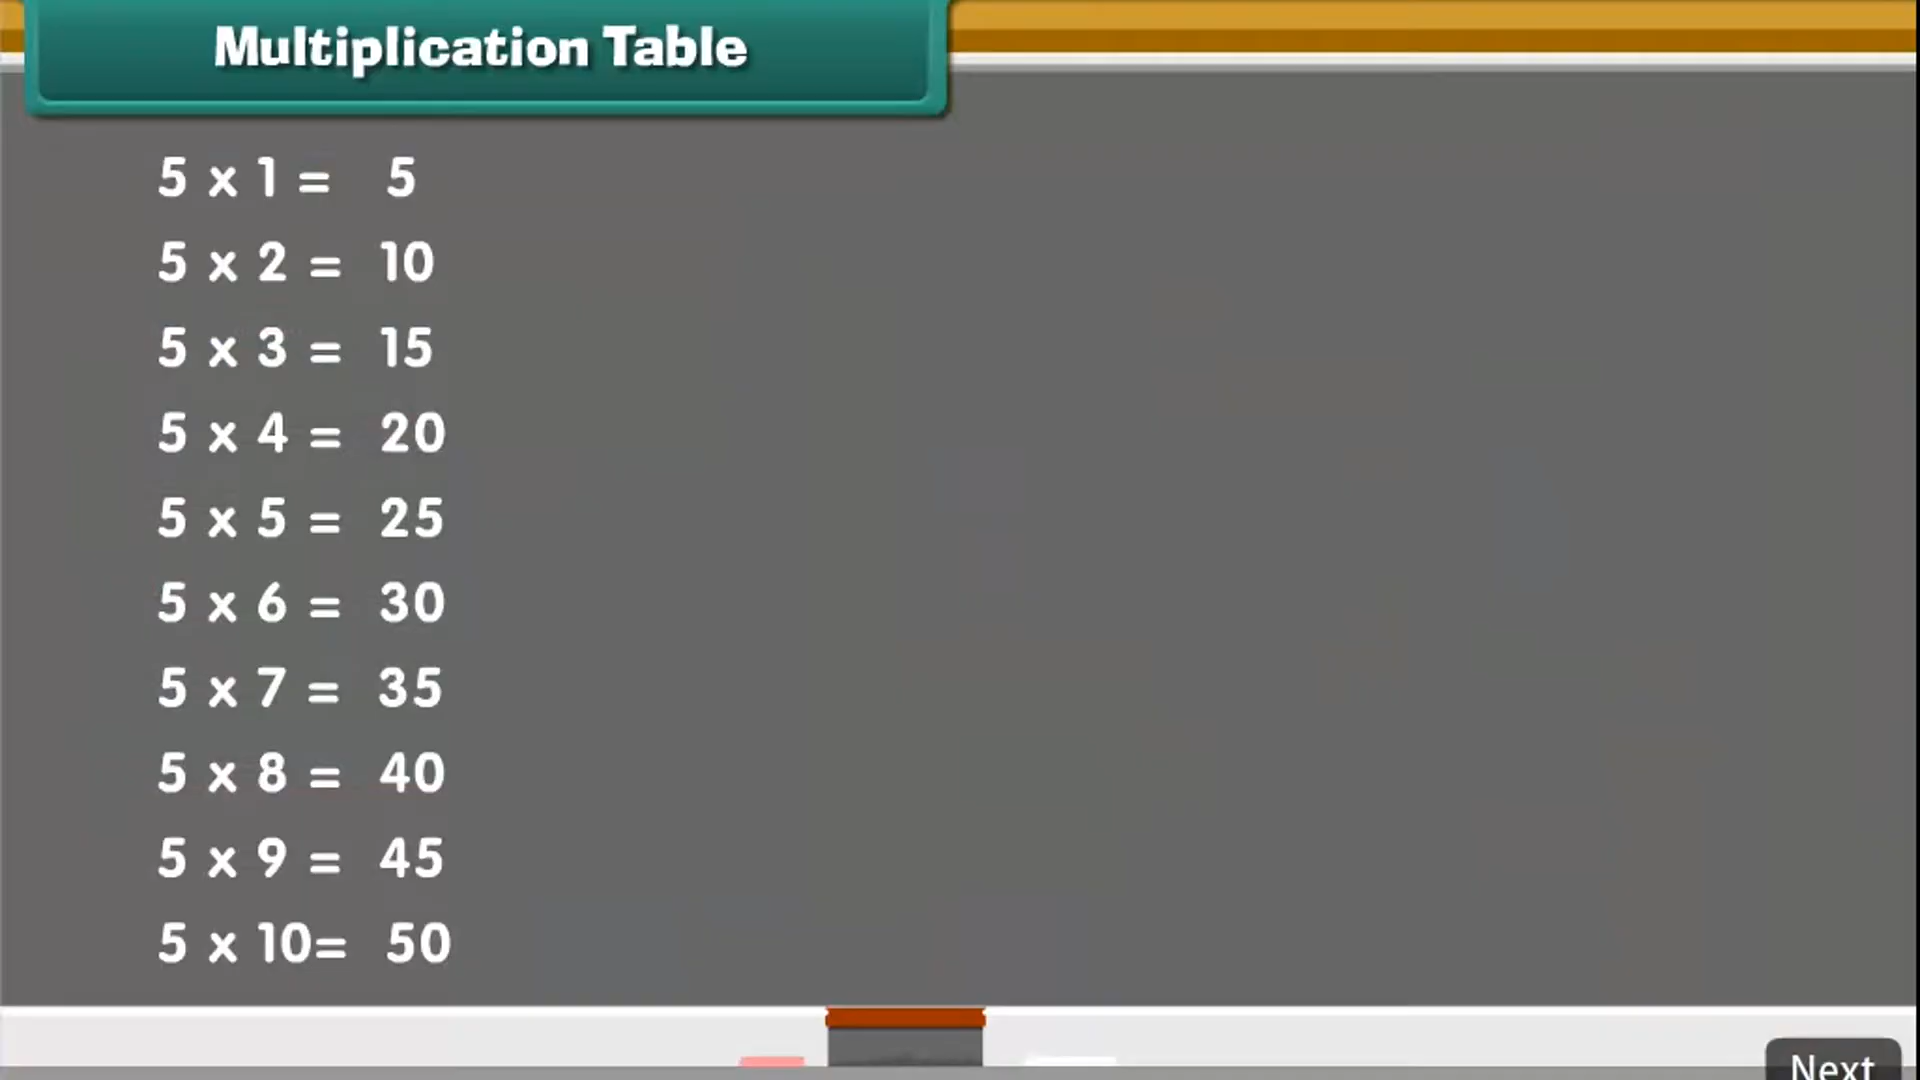 Multiplication Table
5 x 1 = 5
5 x 2 = 10
5 x 3 = 15
5 x 4 = 20
5 x 5 = 25
5 x 6 = 30
5 x 7 = 35
5 x 8 = 40
5 x 9 = 45
5 x 10= 50
Next